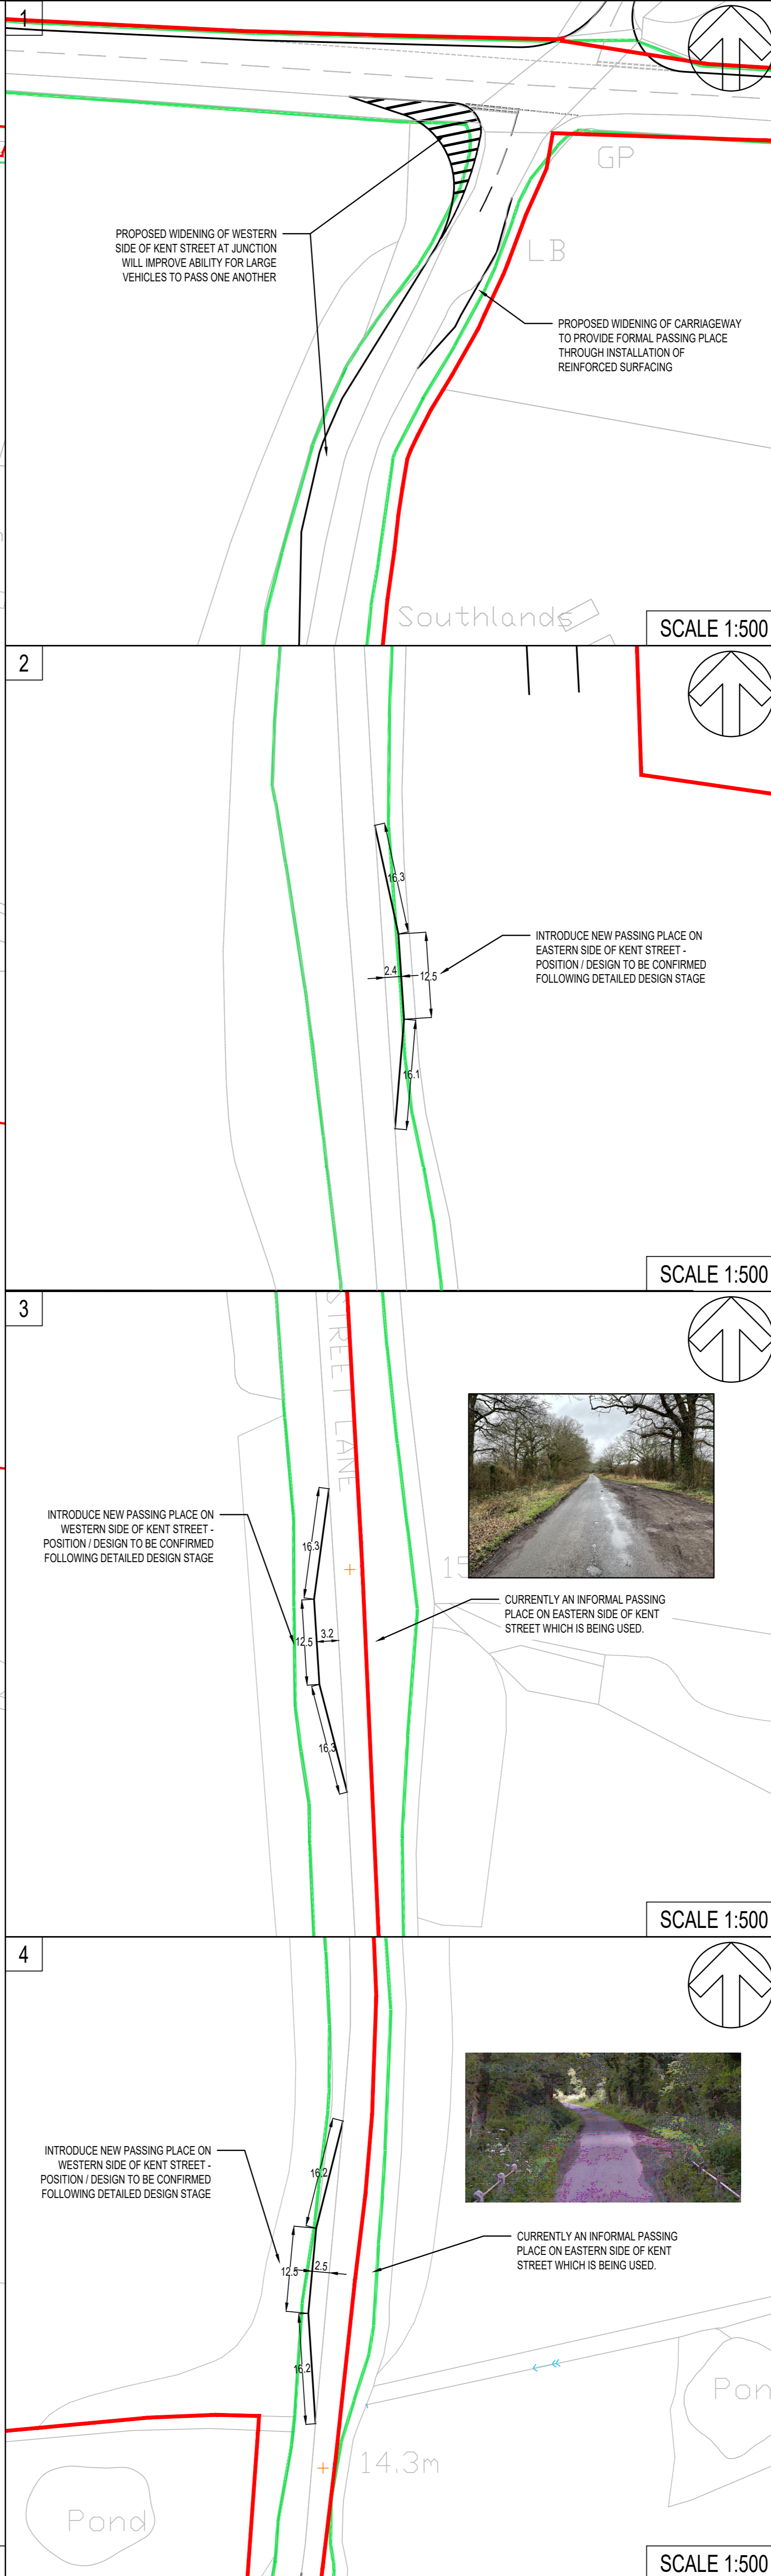 1
PROPOSED WIDENING OF WESTERN
SIDE OF KENT STREET AT JUNCTION
WILL IMPROVE ABILITY FOR LARGE
VEHICLES TO PASS ONE ANOTHER
GP
LB
PROPOSED WIDENING OF CARRIAGEWAY
TO PROVIDE FORMAL PASSING PLACE
THROUGH INSTALLATION OF
REINFORCED SURFACING
Southlands
SCALE 1:500
2
16.3
INTRODUCE NEW PASSING PLACE ON
EASTERN SIDE OF KENT STREET -
POSITION / DESIGN TO BE CONFIRMED
FOLLOWING DETAILED DESIGN STAGE
2.4
12.5
16.1
SCALE 1:500
3
STREET LANE
INTRODUCE NEW PASSING PLACE ON
WESTERN SIDE OF KENT STREET -
POSITION / DESIGN TO BE CONFIRMED
FOLLOWING DETAILED DESIGN STAGE
16.3
CURRENTLY AN INFORMAL PASSING
PLACE ON EASTERN SIDE OF KENT
STREET WHICH IS BEING USED.
12.5
3.2
16.3
SCALE 1:500
4
INTRODUCE NEW PASSING PLACE ON
WESTERN SIDE OF KENT STREET -
POSITION / DESIGN TO BE CONFIRMED
FOLLOWING DETAILED DESIGN STAGE
16.2
CURRENTLY AN INFORMAL PASSING
PLACE ON EASTERN SIDE OF KENT
STREET WHICH IS BEING USED.
12.5
2.5
16.2
Pon
14.3m
Pond
SCALE 1:500